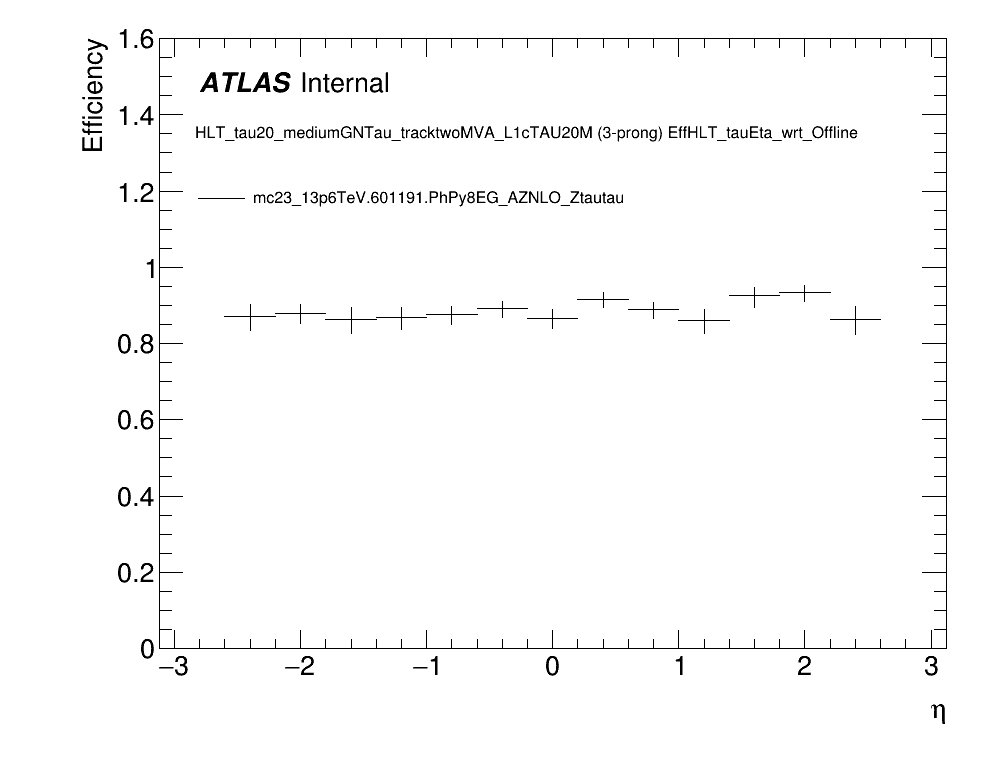 Efficiency
1.6
1.4
1.2
1
0.8
0.6
0.4
0.2
0
ATLAS Internal
HLT_tau20_mediumGNTau_tracktwoMVA_L1cTAU20M (3-prong) EffHLT_tauEta_wrt_Offline
mc23_13p6TeV.601191.PhPy8EG_AZNLO_Ztautau
−3 −2 −1 0 1 2 3
η